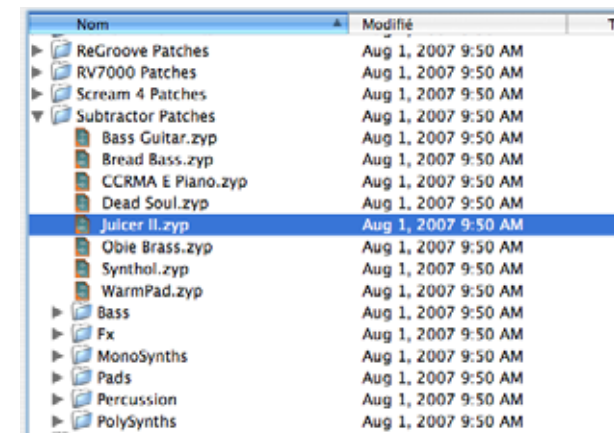 Nom Modifié T
ReGroove Patches Aug 1, 2007 9:50 AM
RV7000 Patches Aug 1, 2007 9:50 AM
Scream 4 Patches Aug 1, 2007 9:50 AM
Subtractor Patches Aug 1, 2007 9:50 AM
Bass Guitar.zyp Aug 1, 2007 9:50 AM
Bread Bass.zyp Aug 1, 2007 9:50 AM
CCRMA E Piano.zyp Aug 1, 2007 9:50 AM
Dead Soul.zyp Aug 1, 2007 9:50 AM
Juicer II.zyp Aug 1, 2007 9:50 AM
Obie Brass.zyp Aug 1, 2007 9:50 AM
Synthol.zyp Aug 1, 2007 9:50 AM
WarmPad.zyp Aug 1, 2007 9:50 AM
Bass Aug 1, 2007 9:50 AM
Fx Aug 1, 2007 9:50 AM
MonoSynths Aug 1, 2007 9:50 AM
Pads Aug 1, 2007 9:50 AM
Percussion Aug 1, 2007 9:50 AM
PolySynths Aug 1, 2007 9:50 AM